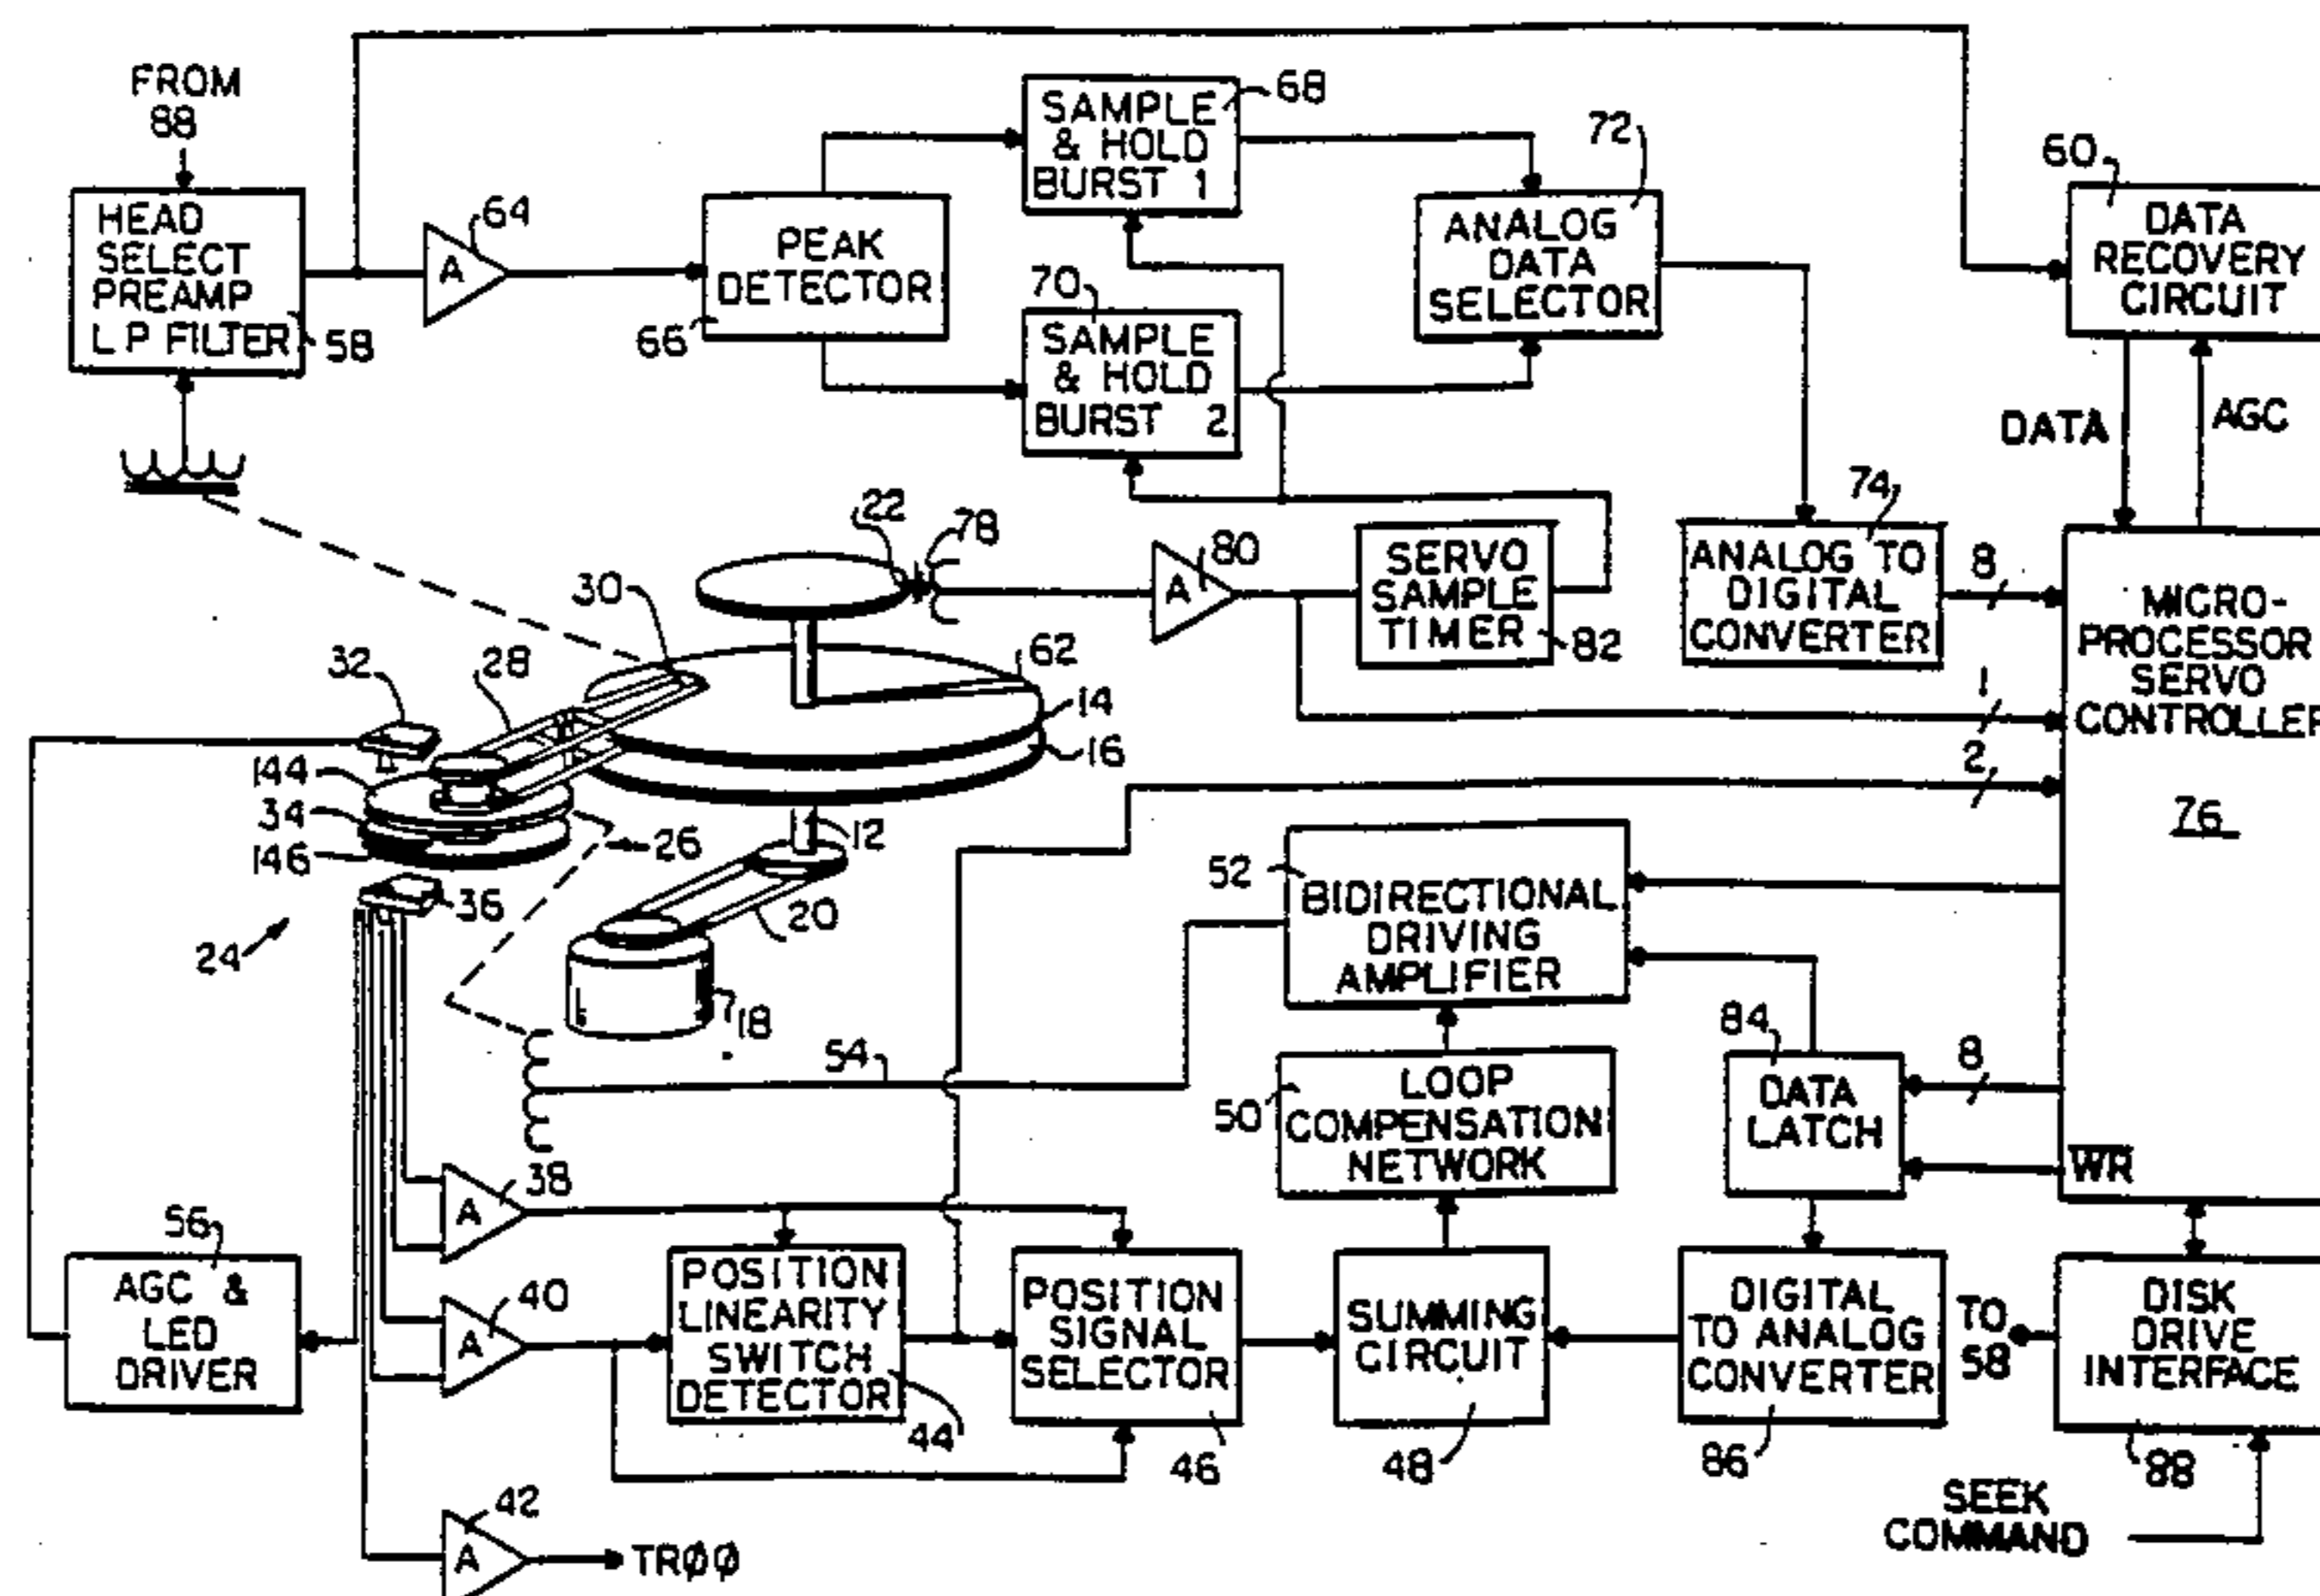 FROM
88
HEAD
SELECT
PREAMP
LP FILTER
58
64
A
PEAK
DETECTOR
66
SAMPLE
& HOLD
BURST 1
68
70
SAMPLE
& HOLD
BURST 2
72
ANALOG
DATA
SELECTOR
60
DATA
RECOVERY
CIRCUIT
DATA
AGC
74
ANALOG TO
DIGITAL
CONVERTER
8
1
2
MICRO-
PROCESSOR
SERVO
CONTROLLER
76
22
78
80
A
SERVO
SAMPLE
TIMER
82
30
28
32
62
14
16
144
34
146
26
12
36
24
20
18
52
BIDIRECTIONAL
DRIVING
AMPLIFIER
54
50
LOOP
COMPENSATION
NETWORK
84
DATA
LATCH
8
WR
38
A
56
AGC &
LED
DRIVER
40
A
POSITION
LINEARITY
SWITCH
DETECTOR
44
POSITION
SIGNAL
SELECTOR
46
SUMMING
CIRCUIT
48
DIGITAL
TO ANALOG
CONVERTER
86
TO
58
DISK
DRIVE
INTERFACE
88
SEEK
COMMAND
42
A
TRØØ